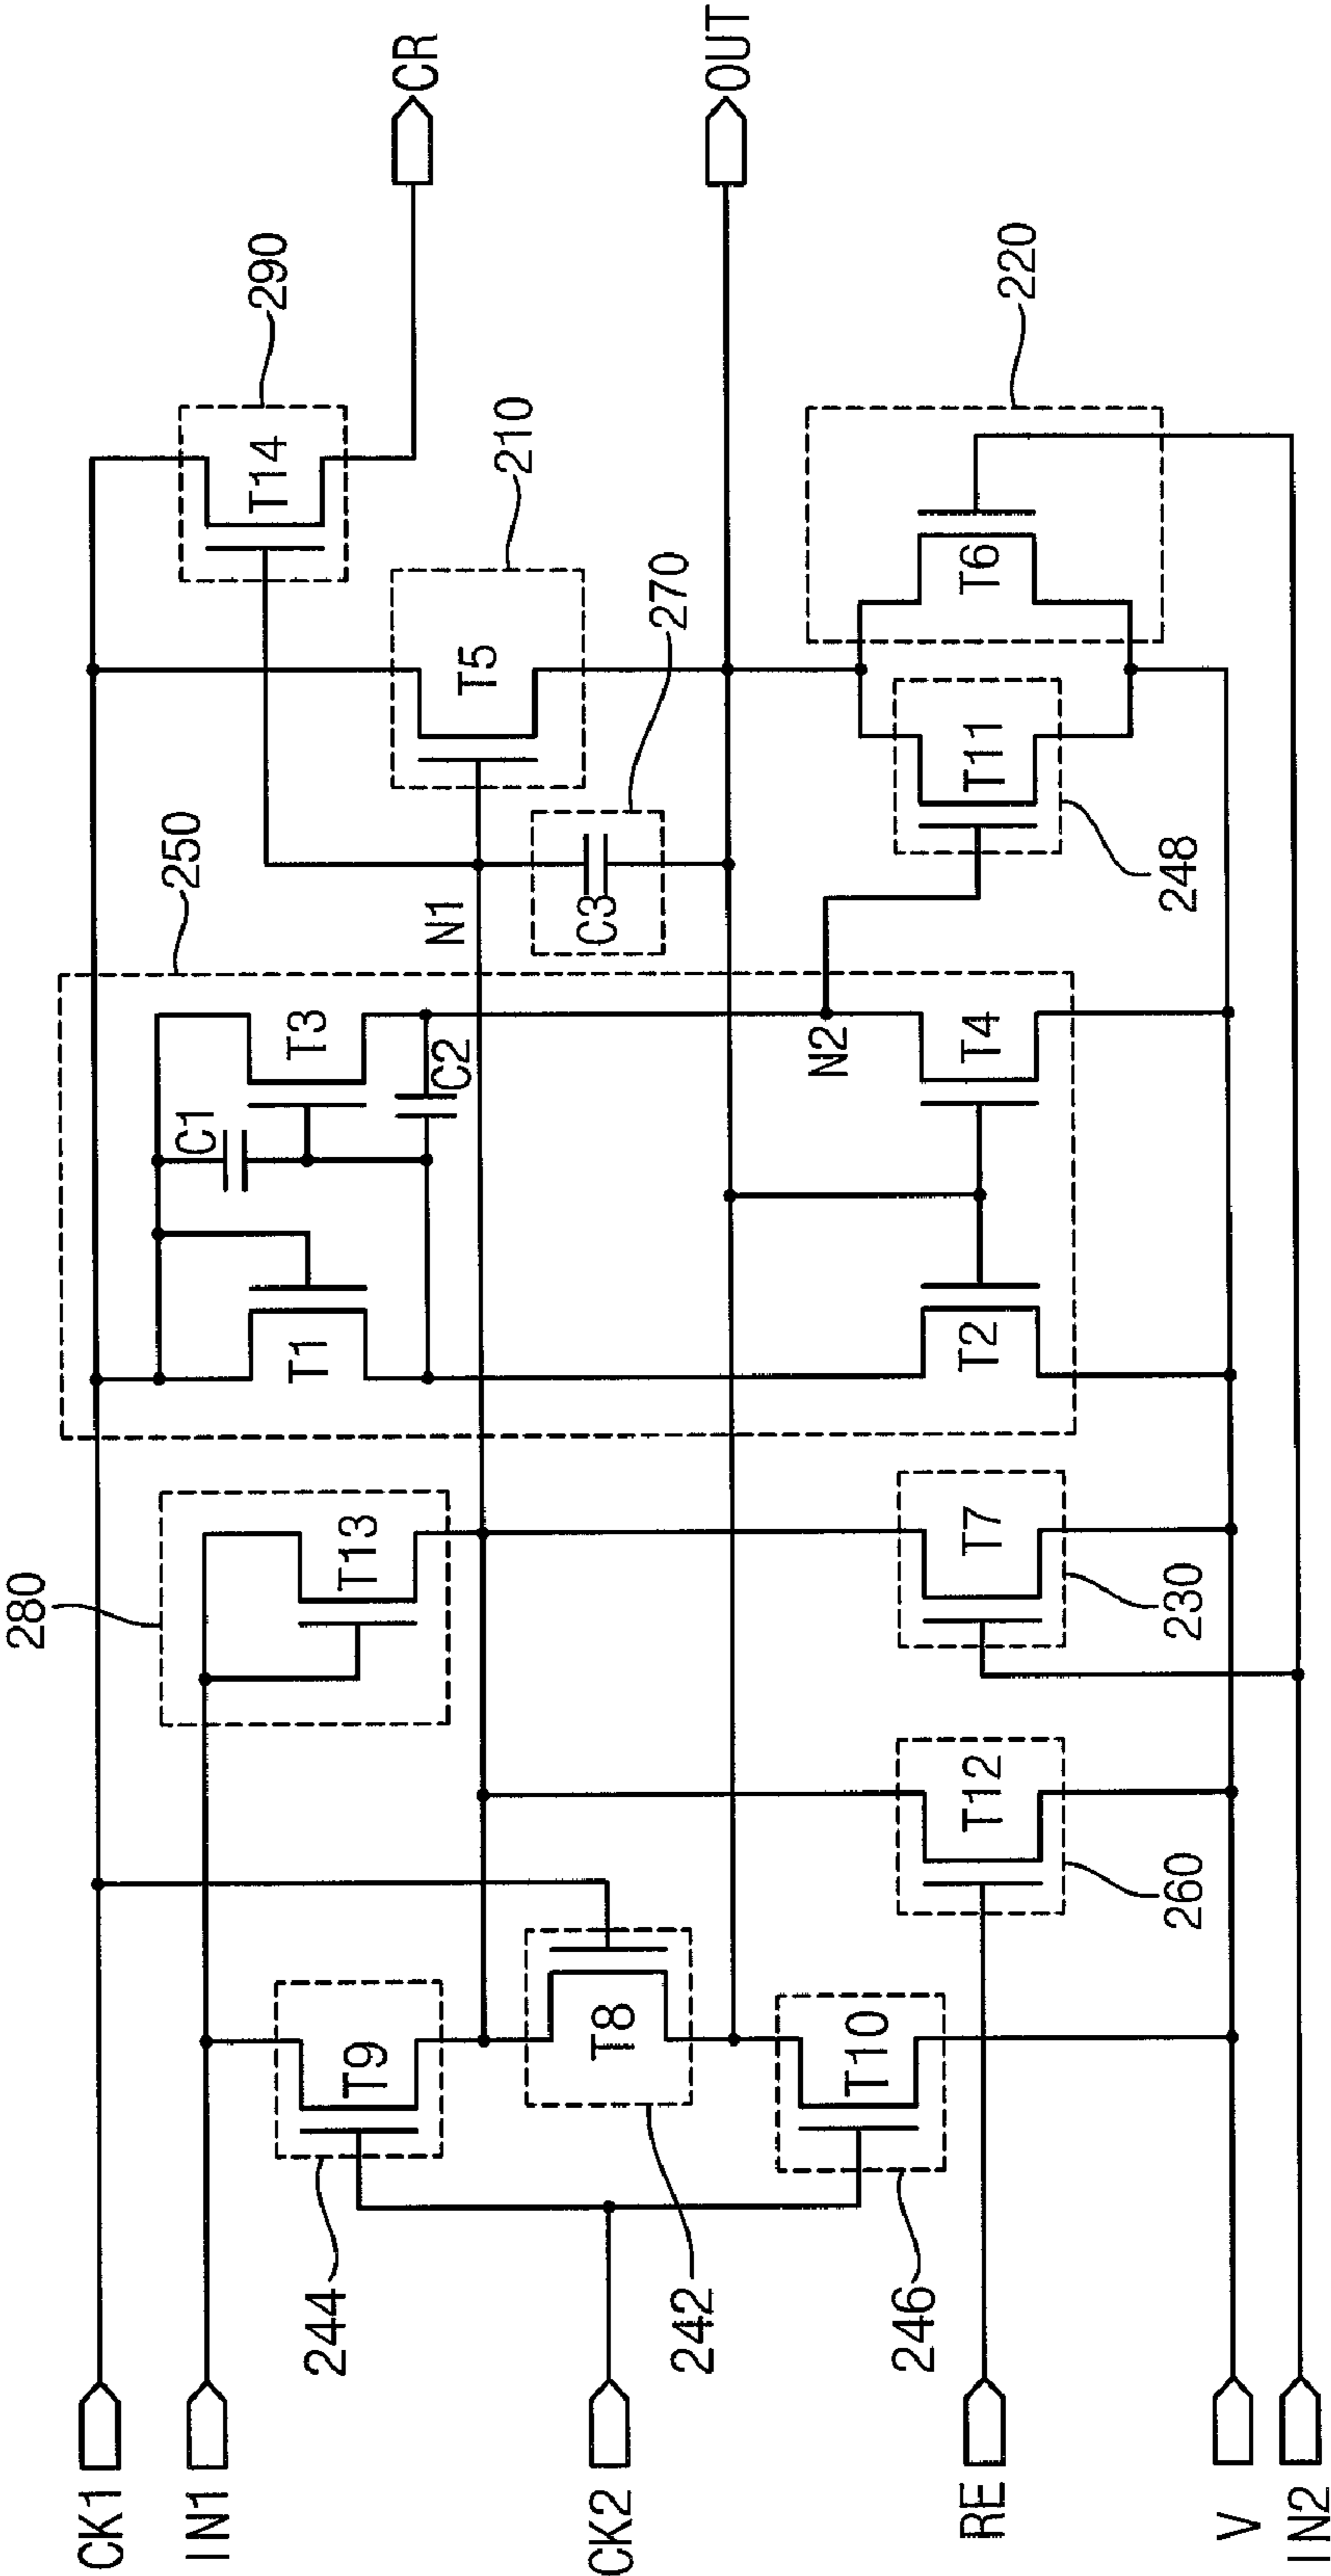 CK1
IN1
CK2
RE
V
IN2
244
242
246
T9
T8
T10
260
T12
280
T13
230
T7
250
T1
C1
T3
C2
T2
T4
N1
N2
C3
270
T5
210
T14
290
T11
248
T6
220
CR
OUT